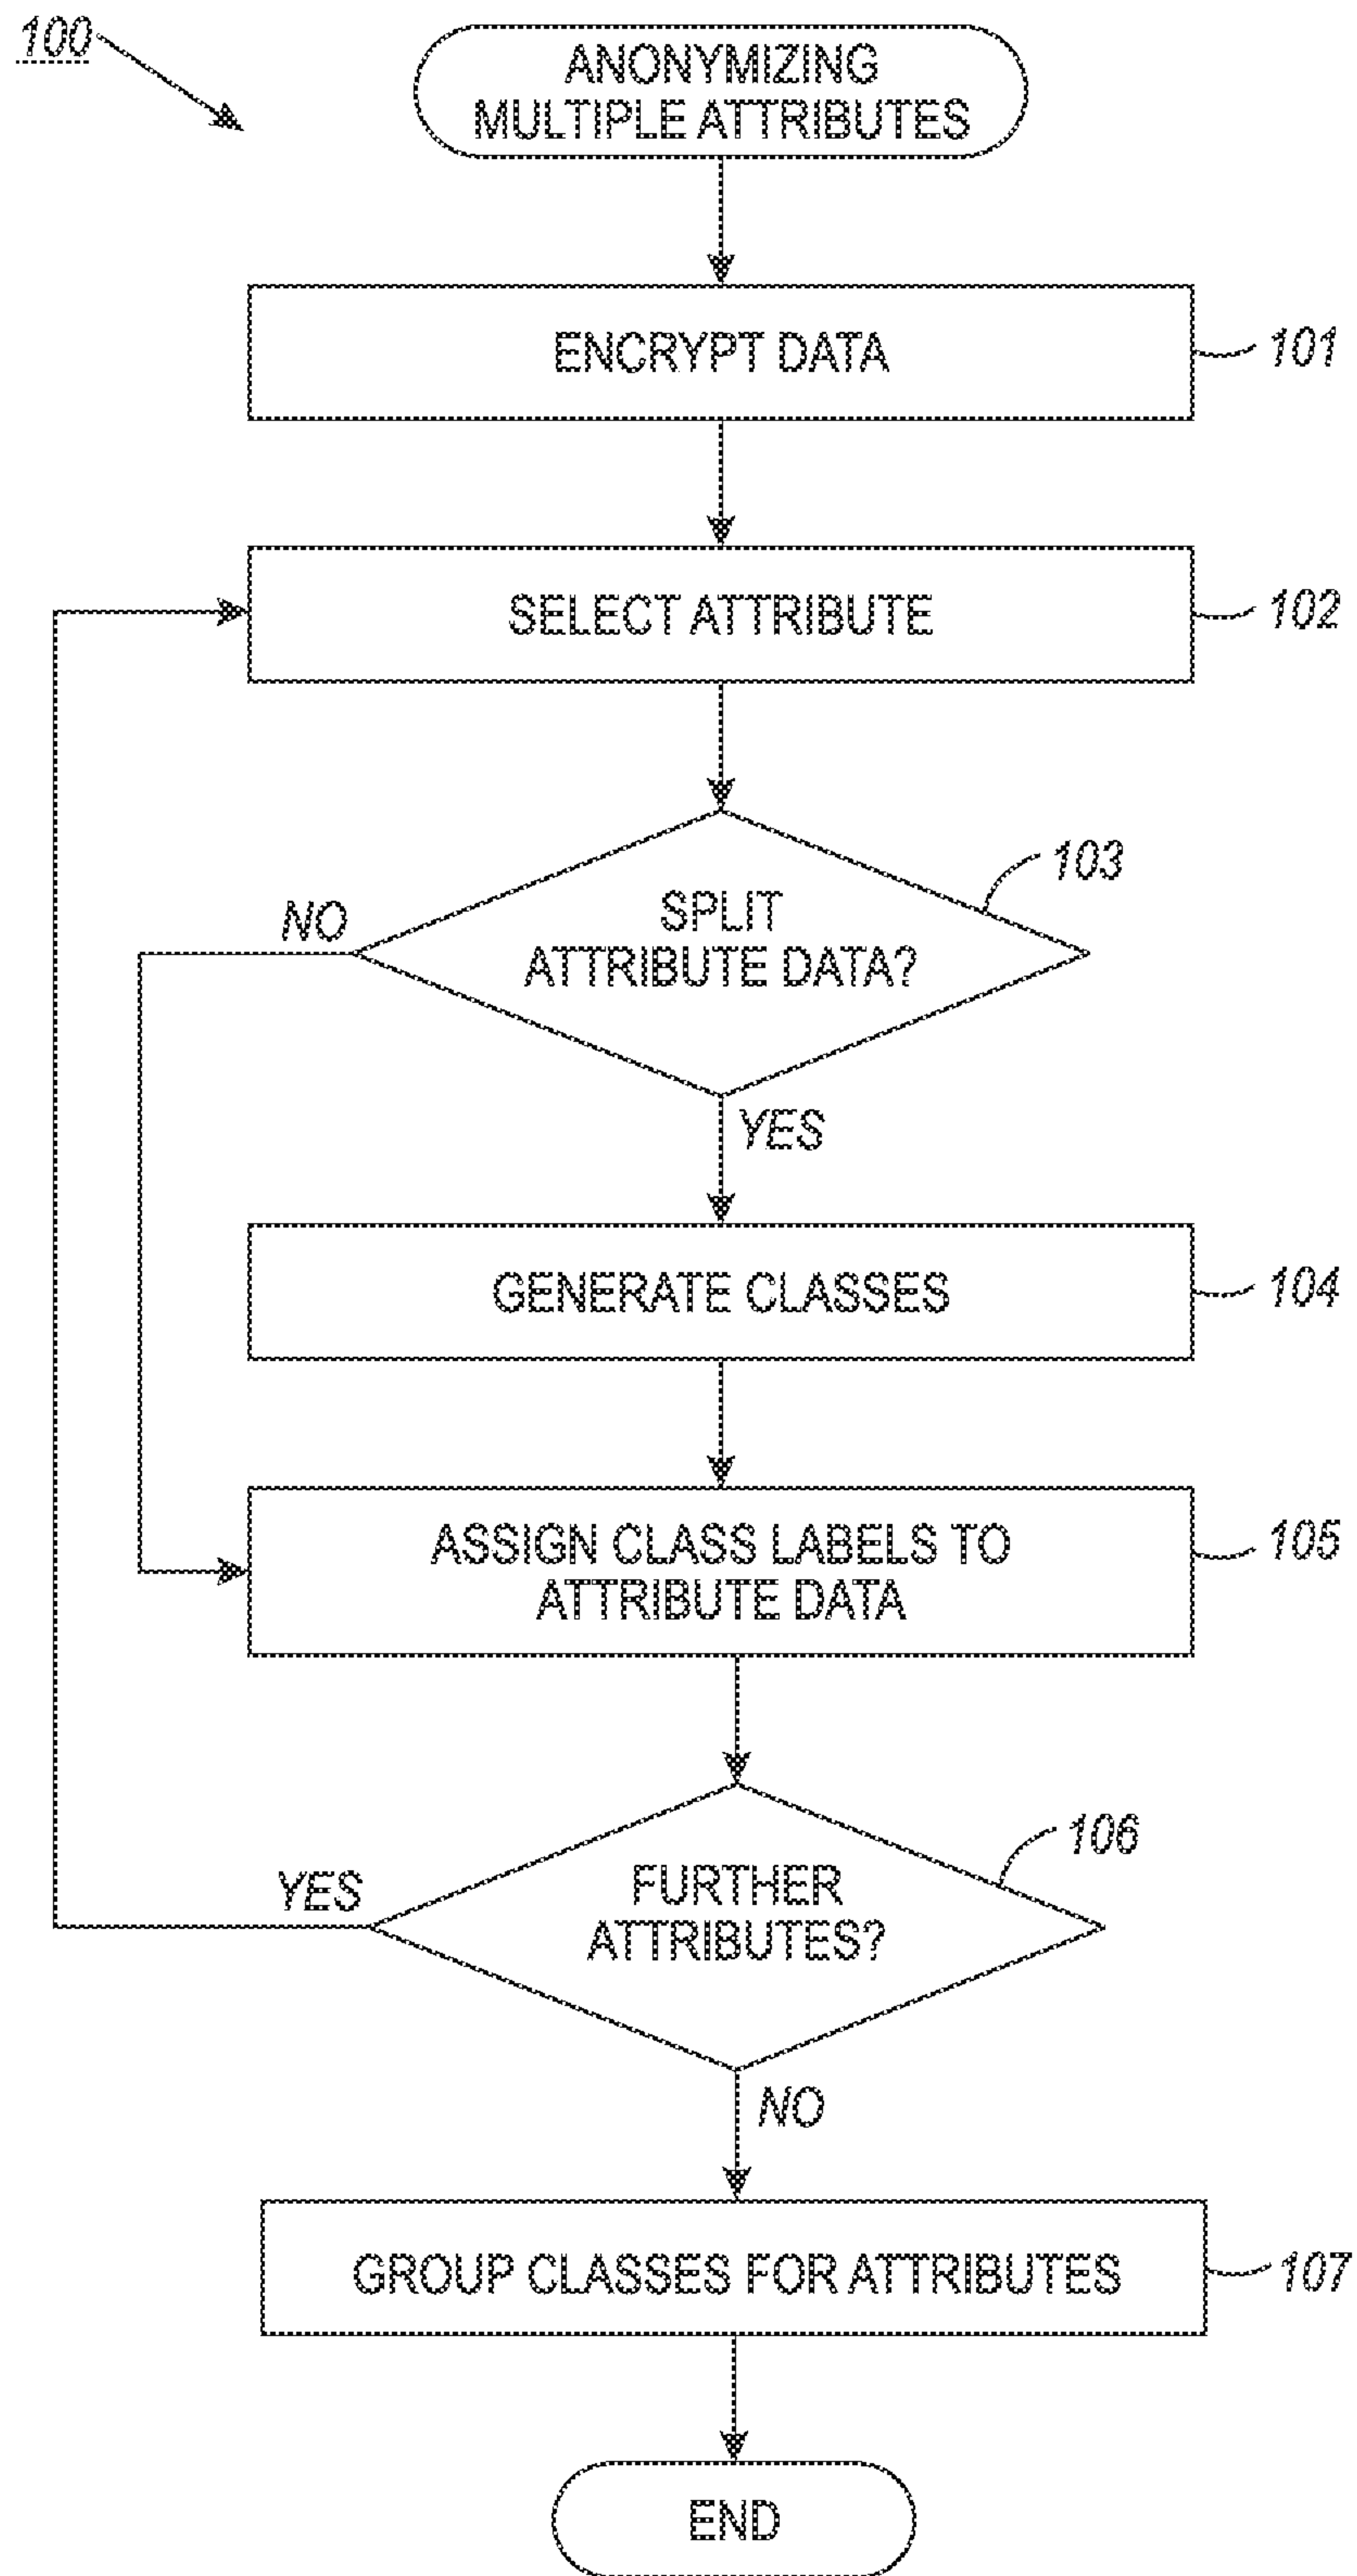 100
ANONYMIZING
MULTIPLE ATTRIBUTES
ENCRYPT DATA
101
SELECT ATTRIBUTE
102
103
SPLIT
ATTRIBUTE DATA?
NO
YES
GENERATE CLASSES
104
ASSIGN CLASS LABELS TO
ATTRIBUTE DATA
105
106
FURTHER
ATTRIBUTES?
YES
NO
GROUP CLASSES FOR ATTRIBUTES
107
END